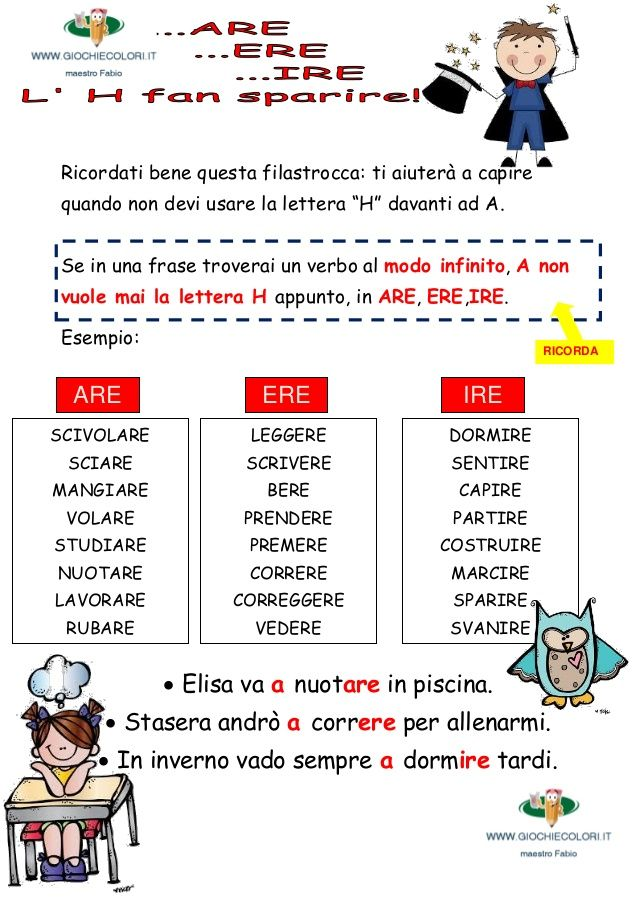 ...ARE
WWW.GIOCHIECOLORI.IT
...ERE
maestro Fabio
...IRE
L' H fan sparire!
Ricordati bene questa filastrocca: ti aiuterà a capire
quando non devi usare la lettera “H” davanti ad A.
Se in una frase troverai un verbo al modo infinito, A non
vuole mai la lettera H appunto, in ARE, ERE,IRE.
Esempio:
RICORDA
ARE ERE IRE
SCIVOLARE LEGGERE DORMIRE
SCIARE SCRIVERE SENTIRE
MANGIARE BERE CAPIRE
VOLARE PRENDERE PARTIRE
STUDIARE PREMERE COSTRUIRE
NUOTARE CORRERE MARCIRE
LAVORARE CORREGGERE SPARIRE
RUBARE VEDERE SVANIRE
• Elisa va a nuotare in piscina.
• Stasera andrò a correre per allenarmi.
• In inverno vado sempre a dormire tardi.
WWW.GIOCHIECOLORI.IT
maestro Fabio